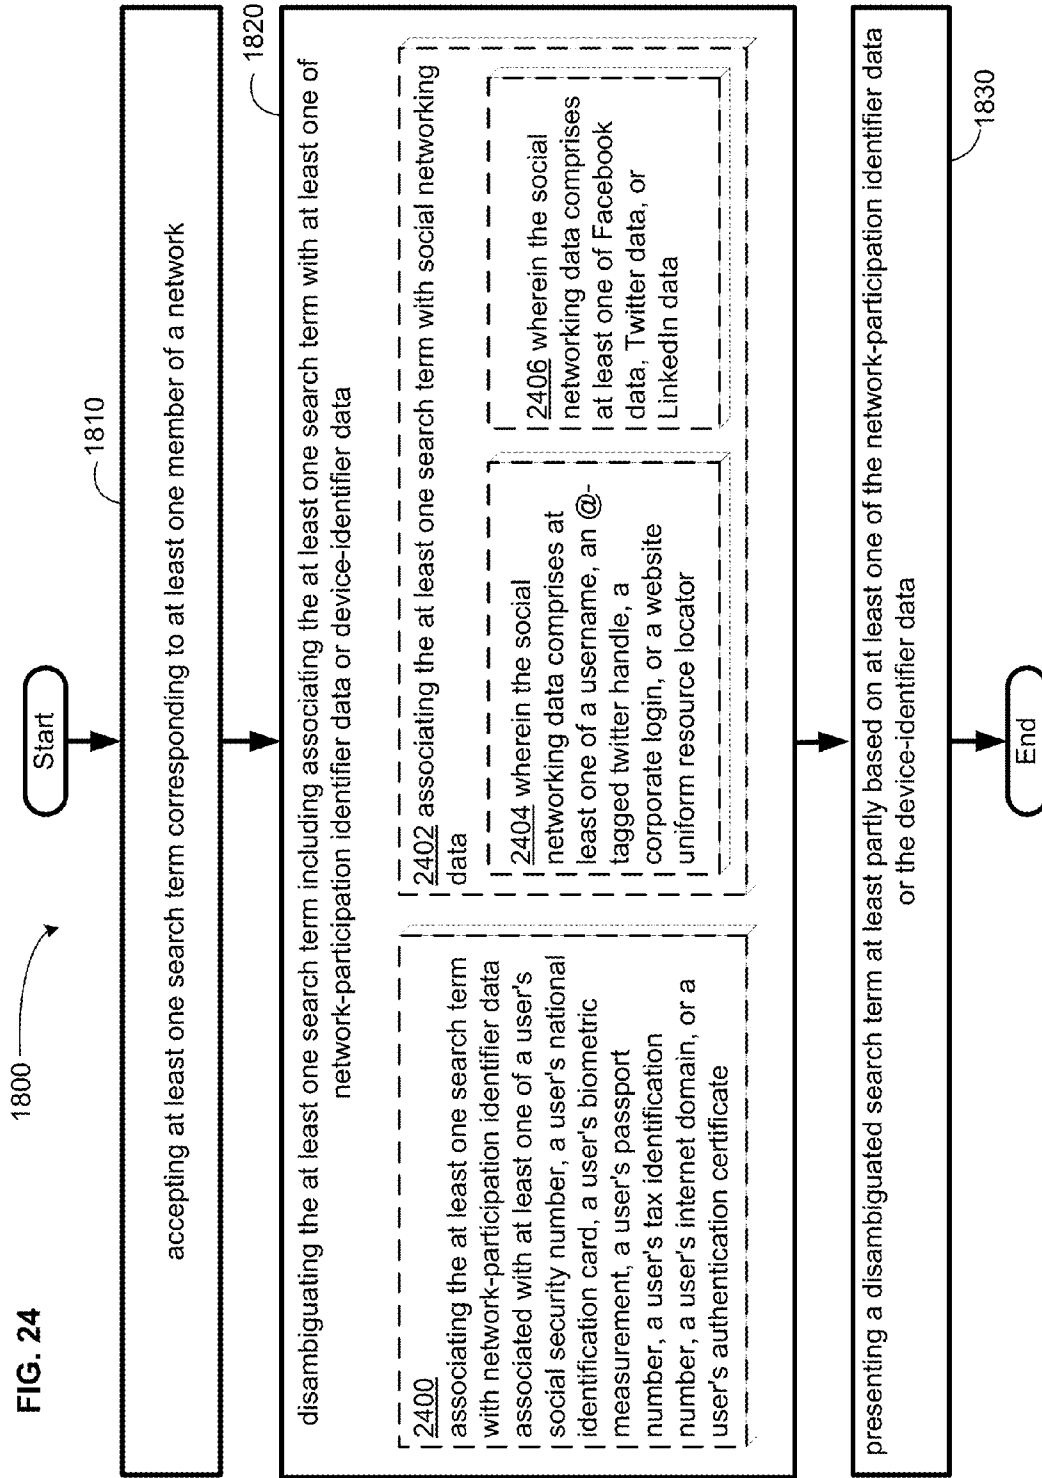 FIG. 24
1800
Start
1810
accepting at least one search term corresponding to at least one member of a network
1820
disambiguating the at least one search term including associating the at least one search term with at least one of
network-participation identifier data or device-identifier data
2400
associating the at least one search term
with network-participation identifier data
associated with at least one of a user's
social security number, a user's national
identification card, a user's biometric
measurement, a user's passport
number, a user's tax identification
number, a user's internet domain, or a
user's authentication certificate
2402 associating the at least one search term with social networking
data
2404 wherein the social
networking data comprises at
least one of a username, an @-
tagged twitter handle, a
corporate login, or a website
uniform resource locator
2406 wherein the social
networking data comprises
at least one of Facebook
data, Twitter data, or
LinkedIn data
presenting a disambiguated search term at least partly based on at least one of the network-participation identifier data
or the device-identifier data
1830
End